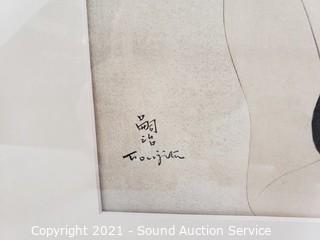 嗣
治
Foujita
Copyright 2021 - Sound Auction Service